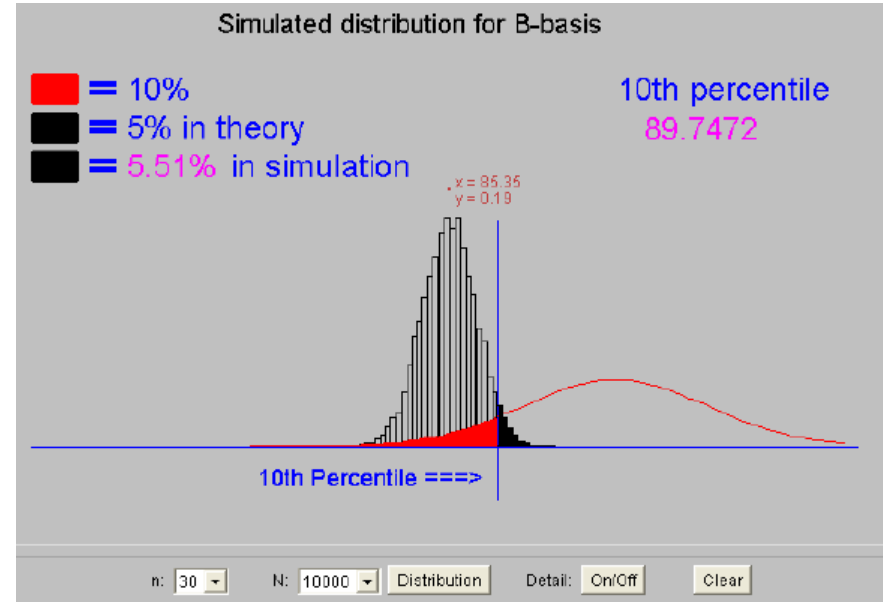 Simulated distribution for B-basis
= 10%
= 5% in theory
= 5.51% in simulation
10th percentile
89.7472
x = 85.35
y = 0.19
10th Percentile ===>
n: 30 N: 10000 Distribution Detail: On/Off Clear